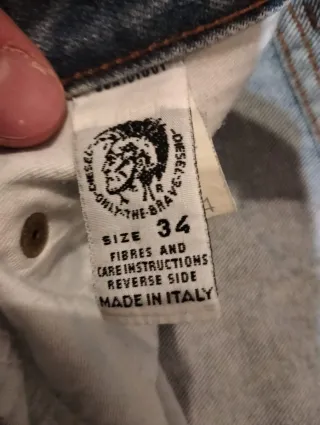 DIESEL
ONLY-THE-BRAVE
DIESEL
R
SIZE 34
FIBRES AND
CARE INSTRUCTIONS
REVERSE SIDE
MADE IN ITALY